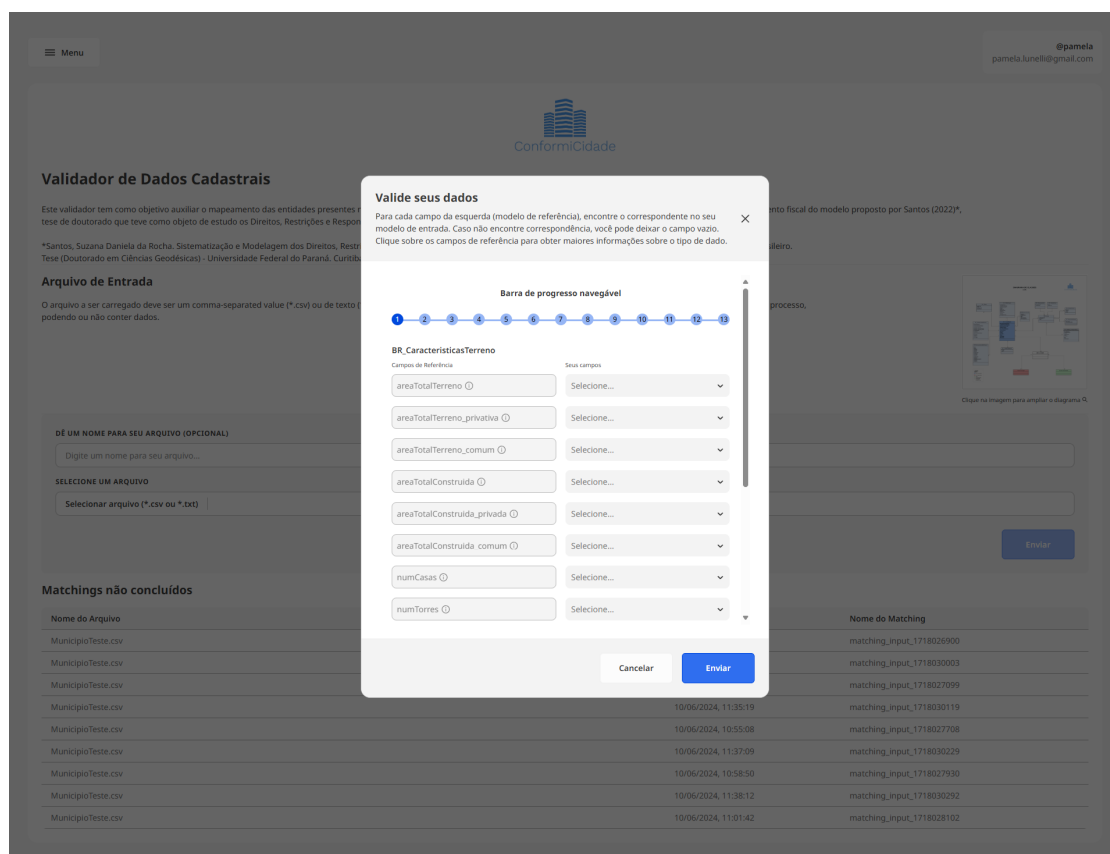 Menu
@pamela
pamela.lunelli@gmail.com
ConformiCidade
Validador de Dados Cadastrais
Este validador tem como objetivo auxiliar o mapeamento das entidades presentes
nto fiscal do modelo proposto por Santos (2022)*,
tese de doutorado que teve como objeto de estudo os Direitos, Restrições e Respon
*Santos, Suzana Daniela da Rocha. Sistematização e Modelagem dos Direitos, Restr
sileiro.
Tese (Doutorado em Ciências Geodésicas) - Universidade Federal do Paraná. Curitib
Arquivo de Entrada
O arquivo a ser carregado deve ser um comma-separated value (*.csv) ou de texto (
processo,
podendo ou não conter dados.
Clique na imagem para ampliar o diagrama
DÊ UM NOME PARA SEU ARQUIVO (OPCIONAL)
Digite um nome para seu arquivo...
SELECIONE UM ARQUIVO
Selecionar arquivo (*.csv ou *.txt)
Enviar
Valide seus dados
Para cada campo da esquerda (modelo de referência), encontre o correspondente no seu
modelo de entrada. Caso não encontre correspondência, você pode deixar o campo vazio.
Clique sobre os campos de referência para obter maiores informações sobre o tipo de dado.
Barra de progresso navegável
1 2 3 4 5 6 7 8 9 10 11 12 13
BR_CaracteristicasTerreno
Campos de Referência Seus campos
areaTotalTerreno Selecione...
areaTotalTerreno_privativa Selecione...
areaTotalTerreno_comum Selecione...
areaTotalConstruida Selecione...
areaTotalConstruida_privada Selecione...
areaTotalConstruida_comum Selecione...
numCasas Selecione...
numTorres Selecione...
Cancelar Enviar
Matchings não concluídos
Nome do Arquivo Nome do Matching
MunicipioTeste.csv matching_input_1718026900
MunicipioTeste.csv matching_input_1718030003
MunicipioTeste.csv matching_input_1718027099
MunicipioTeste.csv 10/06/2024, 11:35:19 matching_input_1718030119
MunicipioTeste.csv 10/06/2024, 10:55:08 matching_input_1718027708
MunicipioTeste.csv 10/06/2024, 11:37:09 matching_input_1718030229
MunicipioTeste.csv 10/06/2024, 10:58:50 matching_input_1718027930
MunicipioTeste.csv 10/06/2024, 11:38:12 matching_input_1718030292
MunicipioTeste.csv 10/06/2024, 11:01:42 matching_input_1718028102